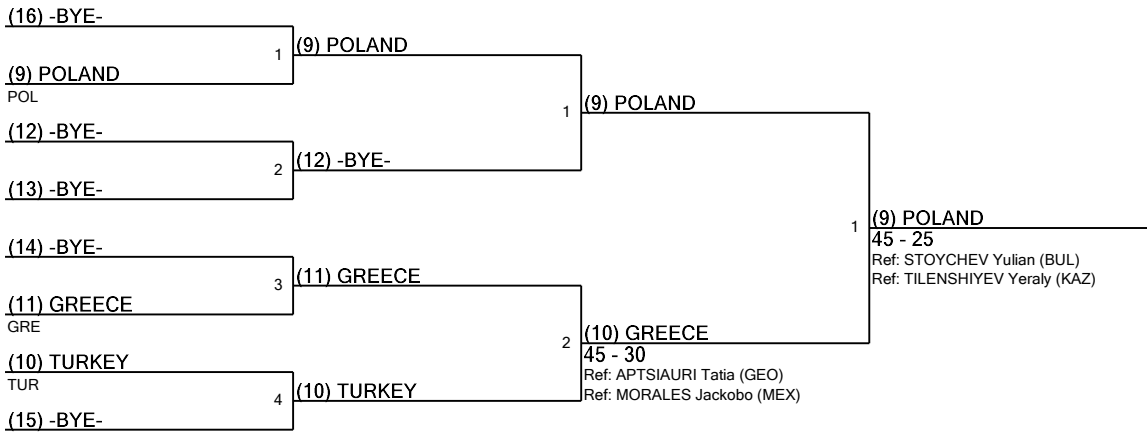 (16) -BYE-
1
(9) POLAND
(9) POLAND
POL
1
(9) POLAND
(12) -BYE-
2
(12) -BYE-
(13) -BYE-
1
(9) POLAND
45 - 25
Ref: STOYCHEV Yulian (BUL)
Ref: TILENSHIYEV Yeraly (KAZ)
(14) -BYE-
3
(11) GREECE
(11) GREECE
GRE
2
(10) GREECE
45 - 30
Ref: APTSIAURI Tatia (GEO)
Ref: MORALES Jackobo (MEX)
(10) TURKEY
TUR
4
(10) TURKEY
(15) -BYE-